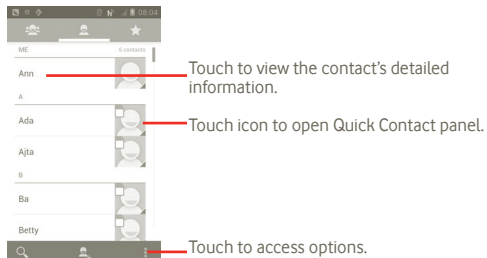 08:04
ME 6 contacts
Ann
Touch to view the contact's detailed
information.
A
Ada
Touch icon to open Quick Contact panel.
Ajta
B
Ba
Betty
Touch to access options.